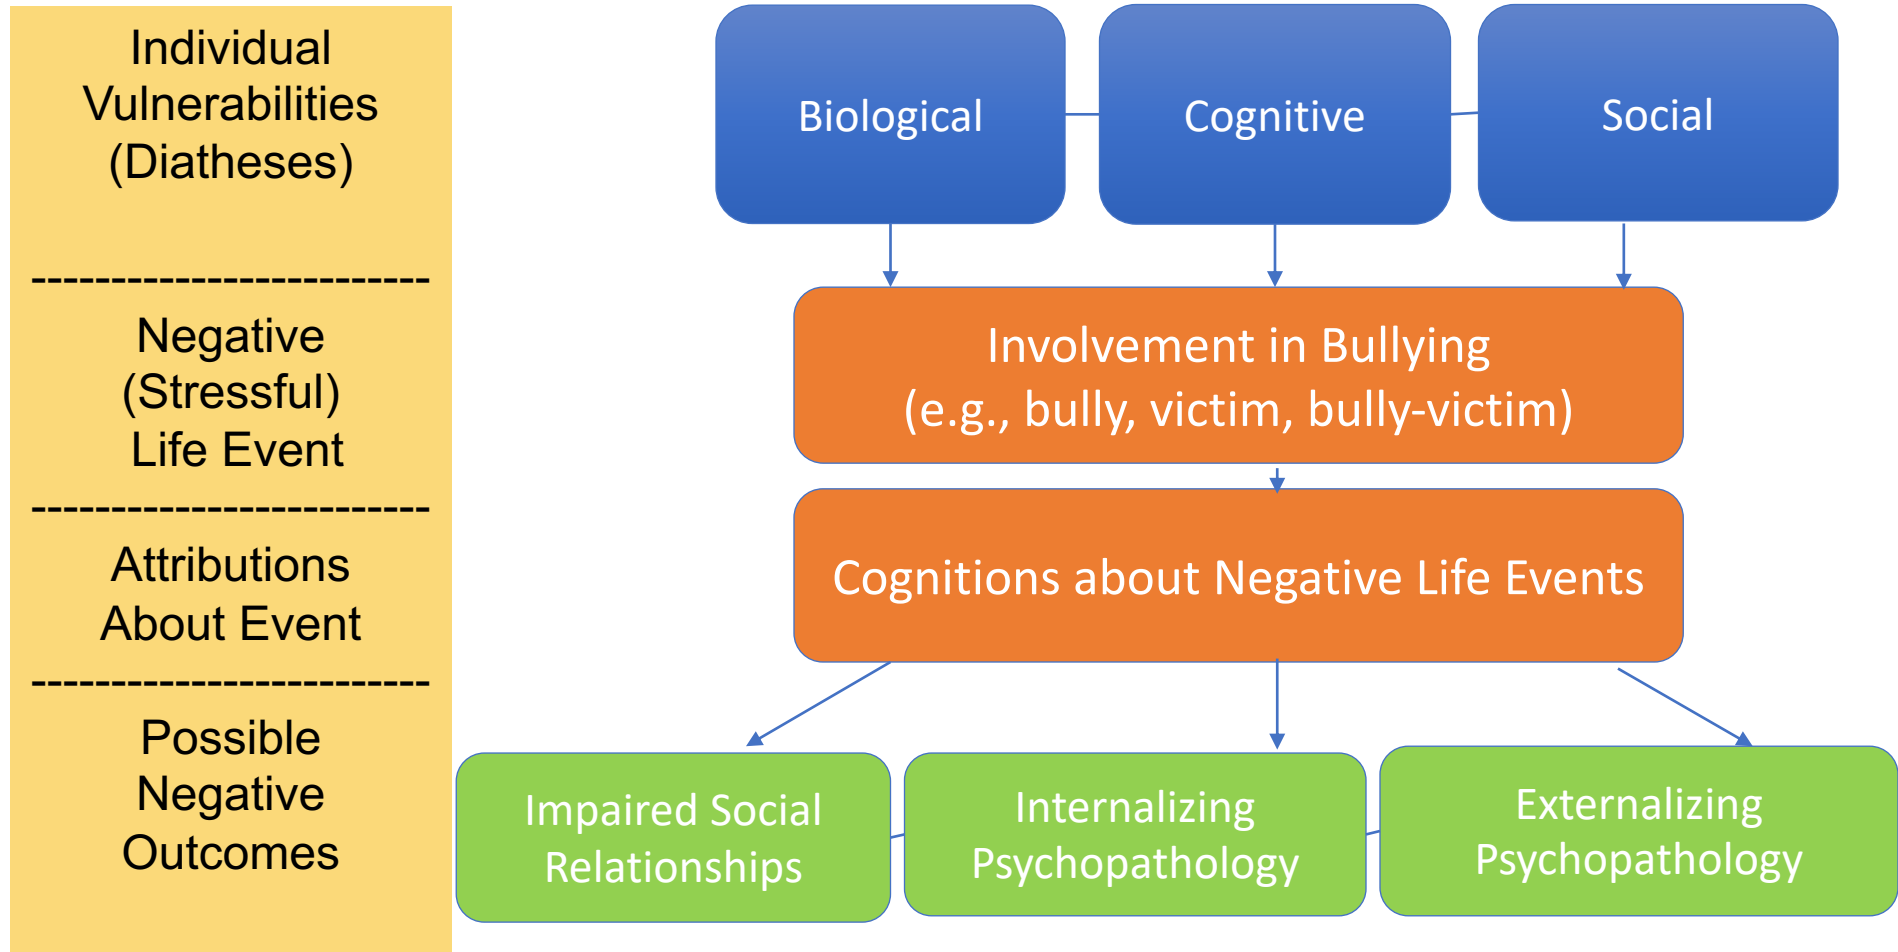 Individual
Vulnerabilities
(Diatheses)
-------------------------
Negative
(Stressful)
Life Event
-------------------------
Attributions
About Event
-------------------------
Possible
Negative
Outcomes
Biological
Cognitive
Social
Involvement in Bullying
(e.g., bully, victim, bully-victim)
Cognitions about Negative Life Events
Impaired Social
Relationships
Internalizing
Psychopathology
Externalizing
Psychopathology